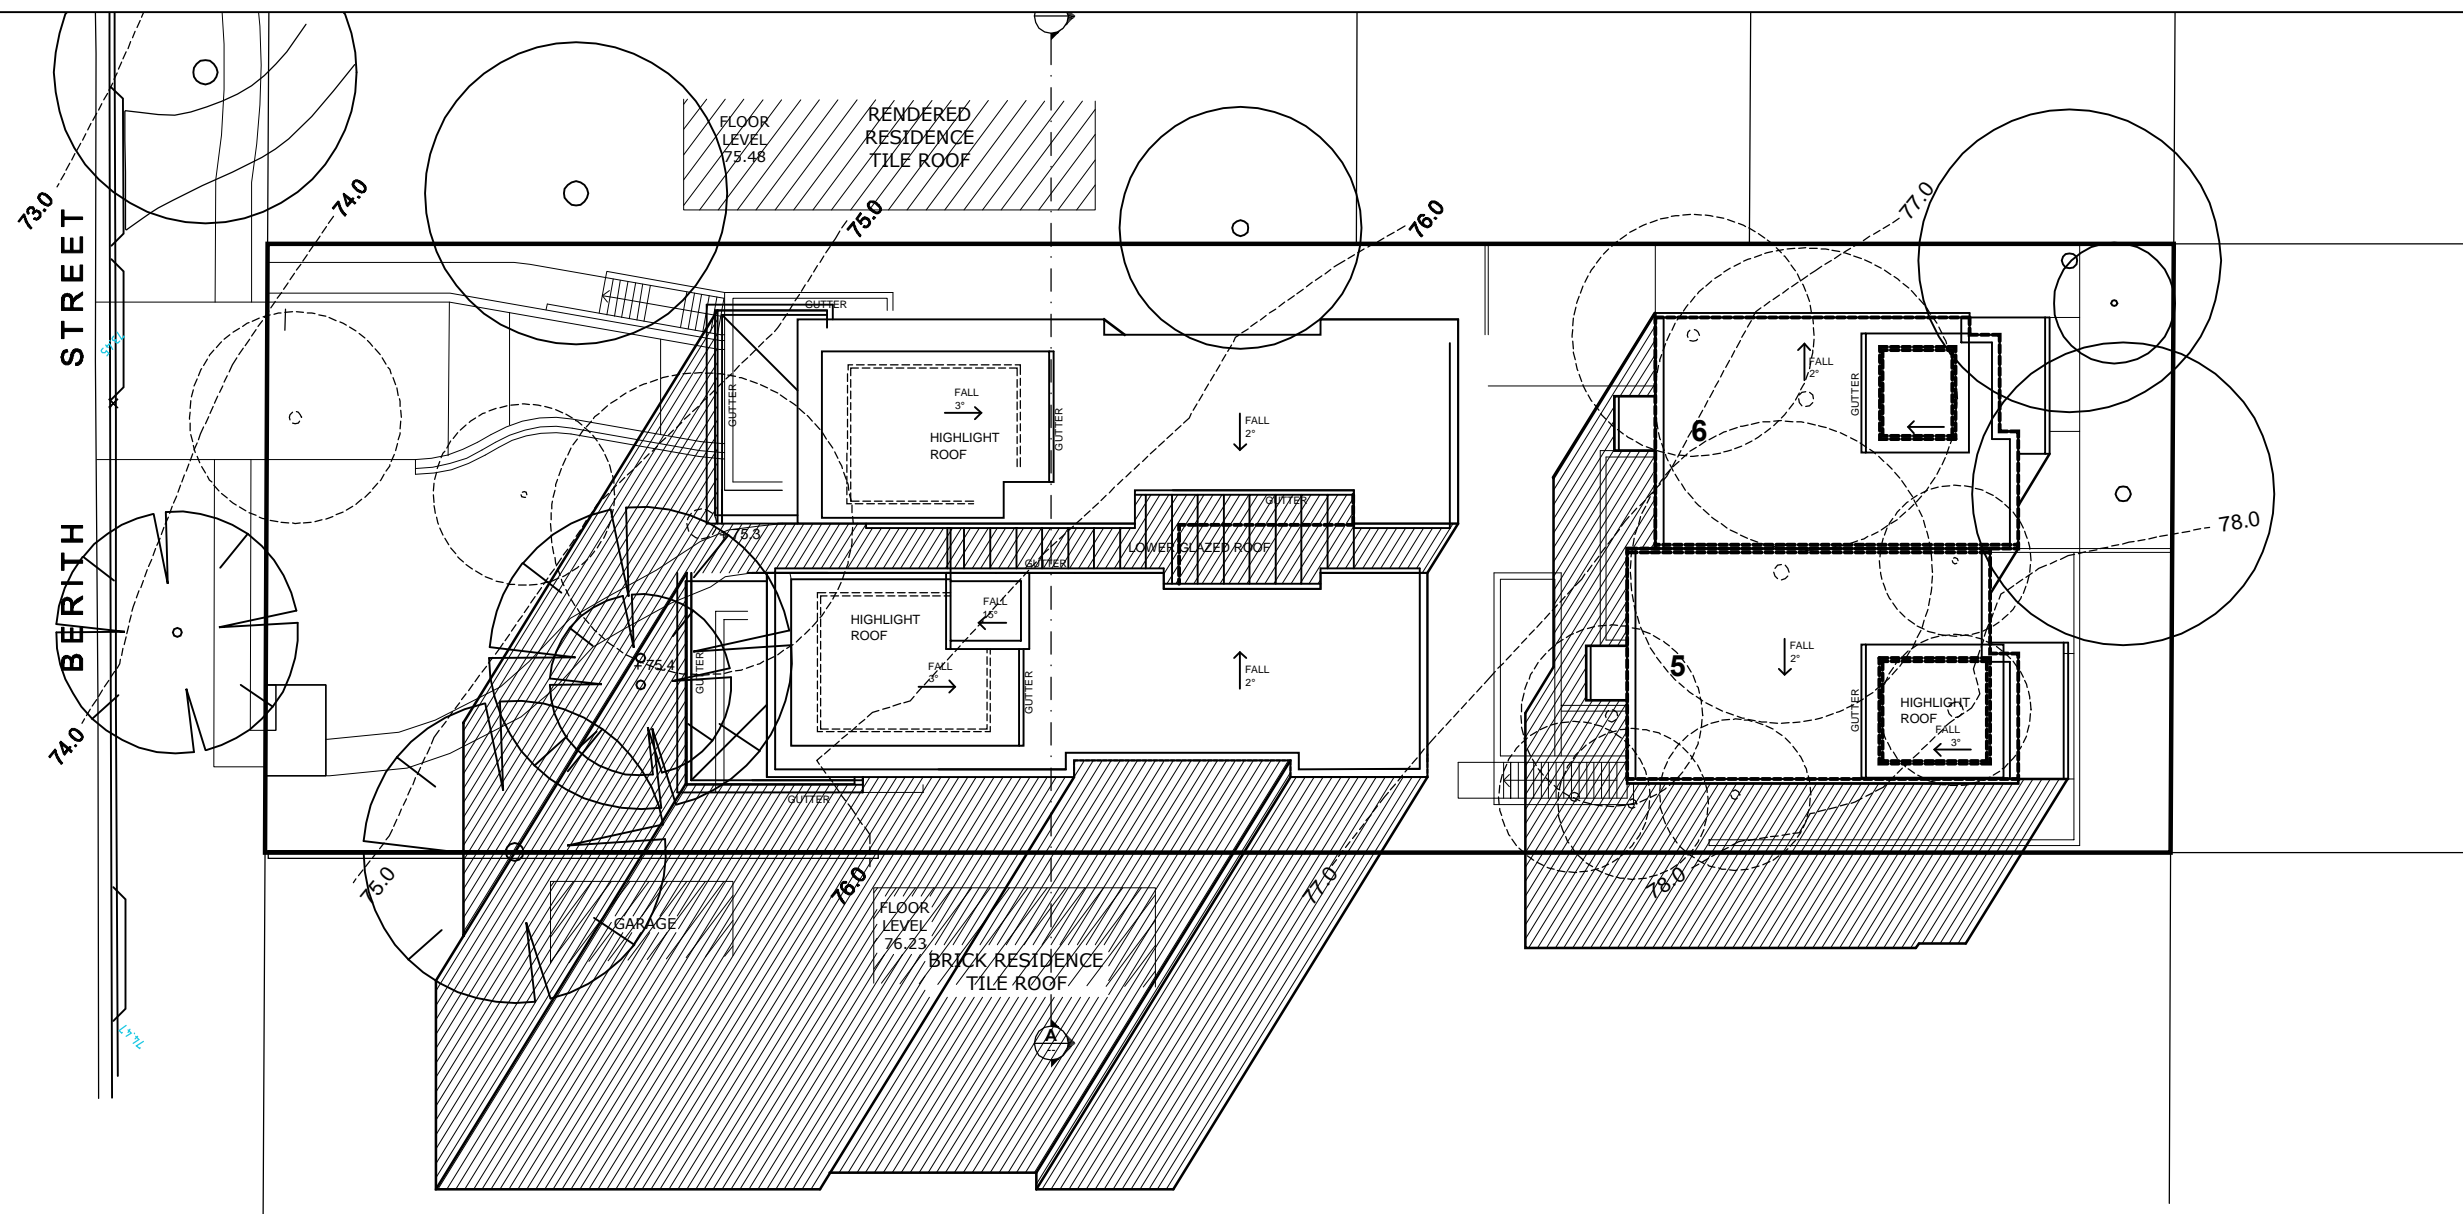 FLOOR
LEVEL
75.48
RENDERED
RESIDENCE
TILE ROOF
73.0
74.0
75.0
76.0
77.0
STREET
BERITH
74.0
GUTTER
GUTTER
FALL
3°
HIGHLIGHT
ROOF
GUTTER
FALL
2°
GUTTER
75.3
LOWER GLAZED ROOF
GUTTER
HIGHLIGHT
ROOF
FALL
15°
FALL
3°
GUTTER
FALL
2°
75.4
GUTTER
GUTTER
FALL
2°
GUTTER
6
78.0
5
FALL
2°
GUTTER
HIGHLIGHT
ROOF
FALL
3°
75.0
76.0
77.0
78.0
GARAGE
FLOOR
LEVEL
76.23
BRICK RESIDENCE
TILE ROOF
A
74.47